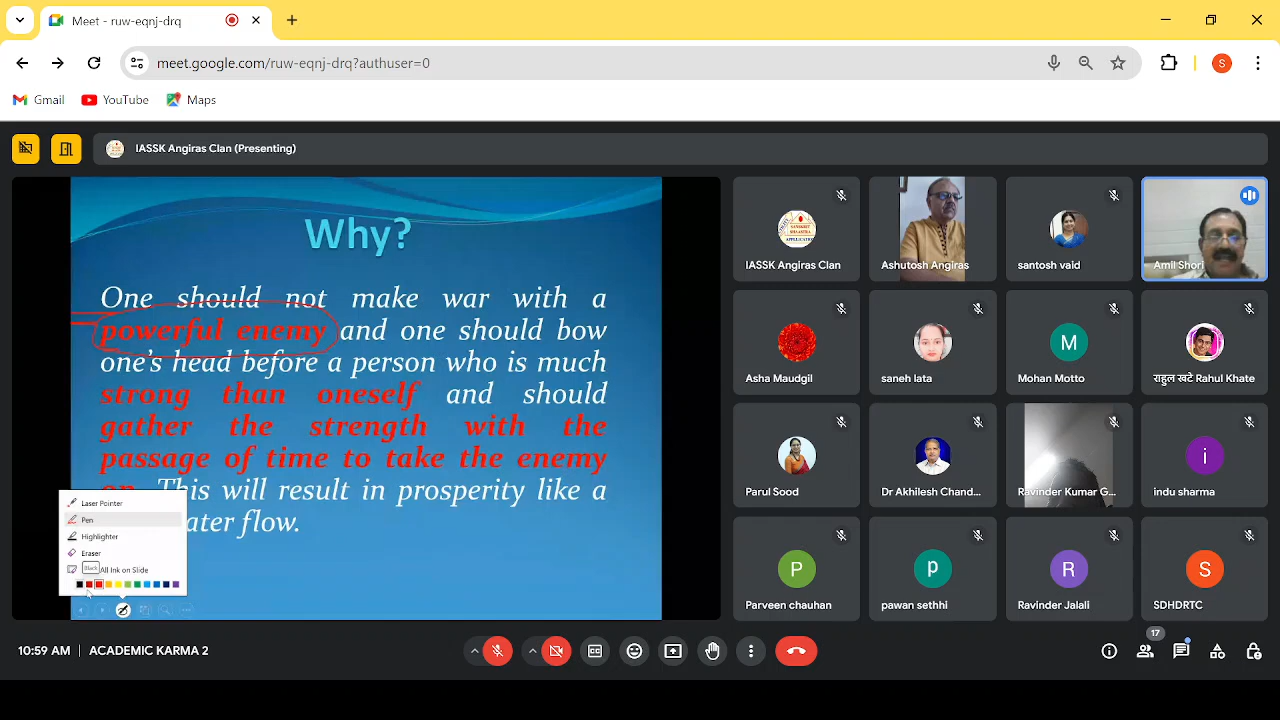 Meet - ruw-eqnj-drq
meet.google.com/ruw-eqnj-drq?authuser=0
S
Gmail
YouTube
Maps
IASSK Angiras Clan (Presenting)
Why?
One should not make war with a
powerful enemy and one should bow
one's head before a person who is much
strong than oneself and should
gather the strength with the
passage of time to take the enemy
on. This will result in prosperity like a
ater flow.
Laser Pointer
Pen
Highlighter
Eraser
Black
All Ink on Slide
SANSKRIT
SHAASTRA
APPLICATION
IASSK Angiras Clan
Ashutosh Angiras
santosh vaid
Amil Shori
Asha Maudgil
saneh lata
M
Mohan Motto
राहुल खटे Rahul Khate
Parul Sood
Dr Akhilesh Chand...
Ravinder Kumar G...
i
indu sharma
P
Parveen chauhan
p
pawan sethhi
R
Ravinder Jalali
S
SDHDRTC
10:59 AM
ACADEMIC KARMA 2
17